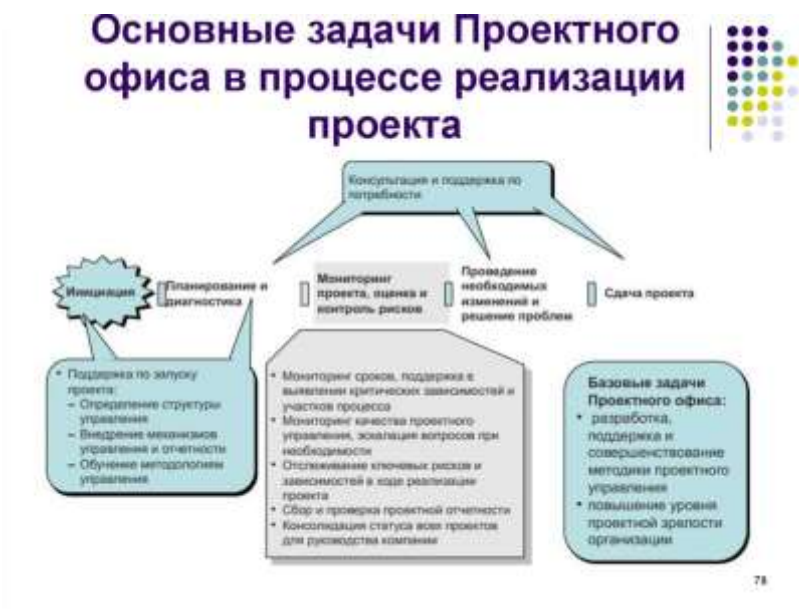 Основные задачи Проектного
офиса в процессе реализации
проекта
Консультация и поддержка по
потребности
Инициация
Планирование и
диагностика
Мониторинг
проекта, оценка и
контроль рисков
Проведение
необходимых
изменений и
решение проблем
Сдача проекта
• Поддержка по запуску
проекта:
– Определение структуры
управления
– Внедрение механизмов
управления и отчетности
– Обучение методологиям
управления
• Мониторинг сроков, поддержка в
выявлении критических зависимостей и
участков процесса
• Мониторинг качества проектного
управления, эскалация вопросов при
необходимости
• Отслеживание ключевых рисков и
зависимостей в ходе реализации
проекта
• Сбор и проверка проектной отчетности
• Консолидация статуса всех проектов
для руководства компании
Базовые задачи
Проектного офиса:
• разработка,
поддержка и
совершенствование
методики проектного
управления
• повышение уровня
проектной зрелости
организации
78